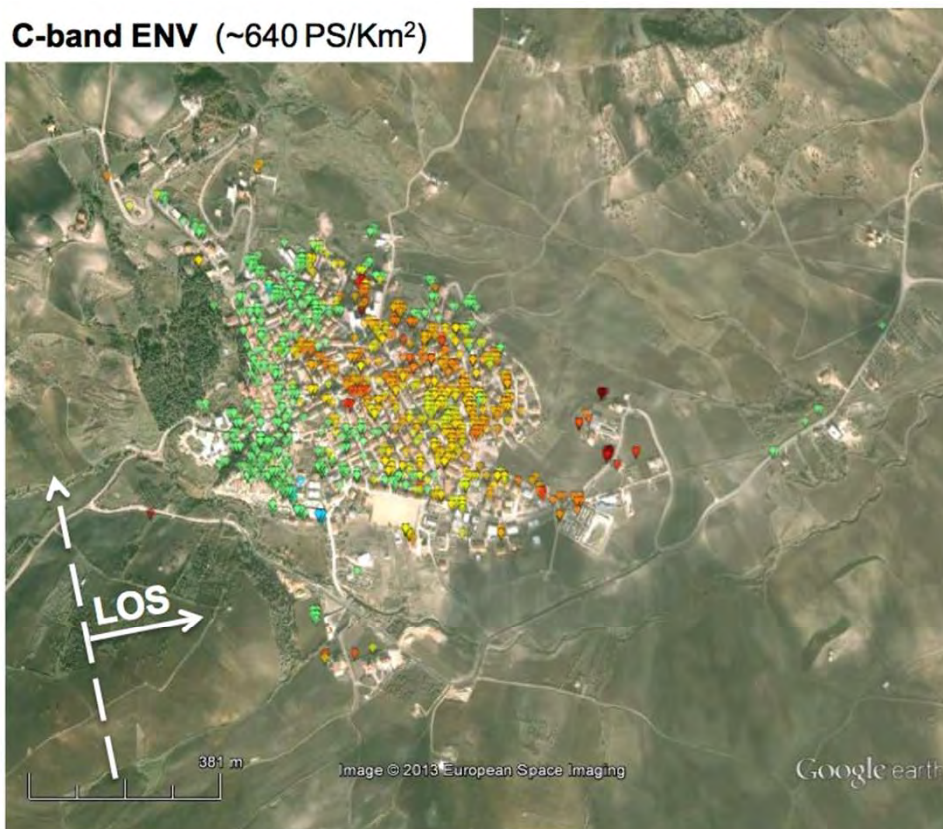 C-band ENV (~640 PS/Km²)
LOS
381 m
Image © 2013 European Space Imaging
Google earth